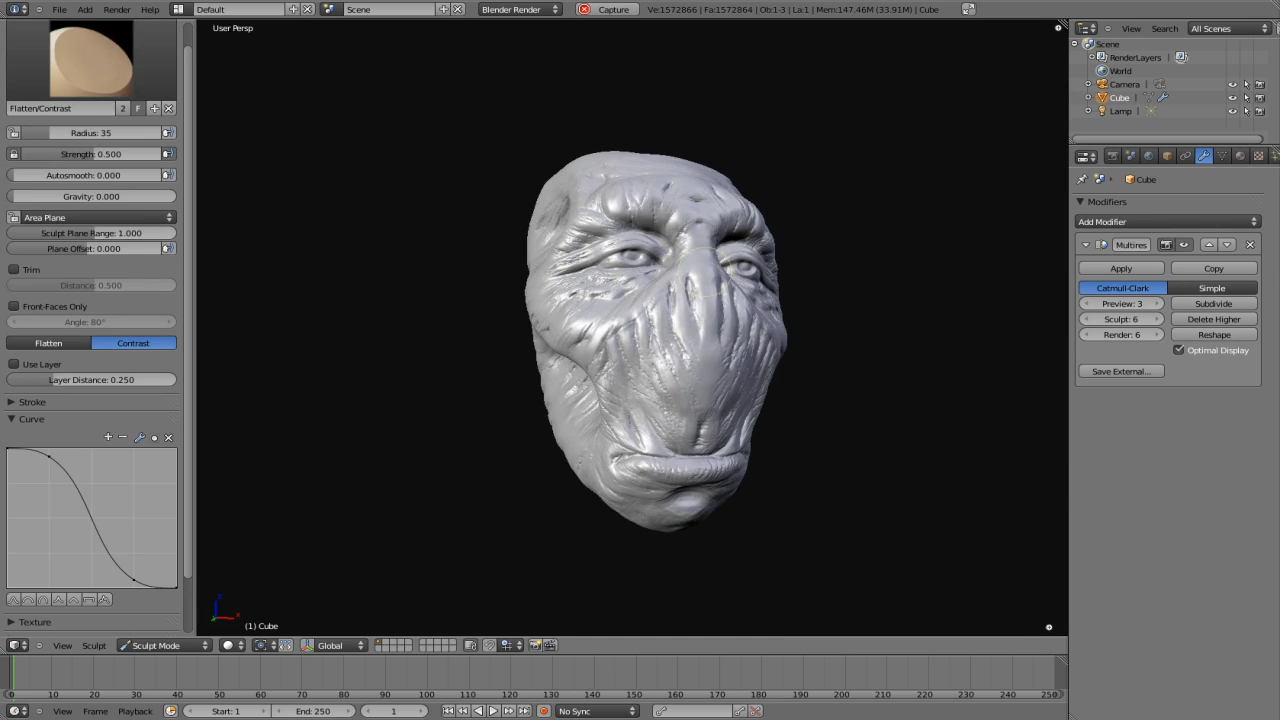 File Add Render Help Default Scene Blender Render Capture Ve:1572866 | Fa:1572864 | Ob:1-3 | La:1 | Mem:147.46M (33.91M) | Cube
User Persp
View Search All Scenes
Scene
RenderLayers
World
Camera
Cube
Lamp
Flatten/Contrast 2 F
Radius: 35
Strength: 0.500
Autosmooth: 0.000
Gravity: 0.000
Area Plane
Sculpt Plane Range: 1.000
Plane Offset: 0.000
Trim
Distance: 0.500
Front-Faces Only
Angle: 80°
Flatten Contrast
Use Layer
Layer Distance: 0.250
Stroke
Curve
Texture
Cube
Modifiers
Add Modifier
Multires
Apply Copy
Catmull-Clark Simple
Preview: 3 Subdivide
Sculpt: 6 Delete Higher
Render: 6 Reshape
Optimal Display
Save External...
z
x
(1) Cube
View Sculpt Sculpt Mode Global
0 10 20 30 40 50 60 70 80 90 100 110 120 130 140 150 160 170 180 190 200 210 220 230 240 250
View Frame Playback Start: 1 End: 250 1 No Sync